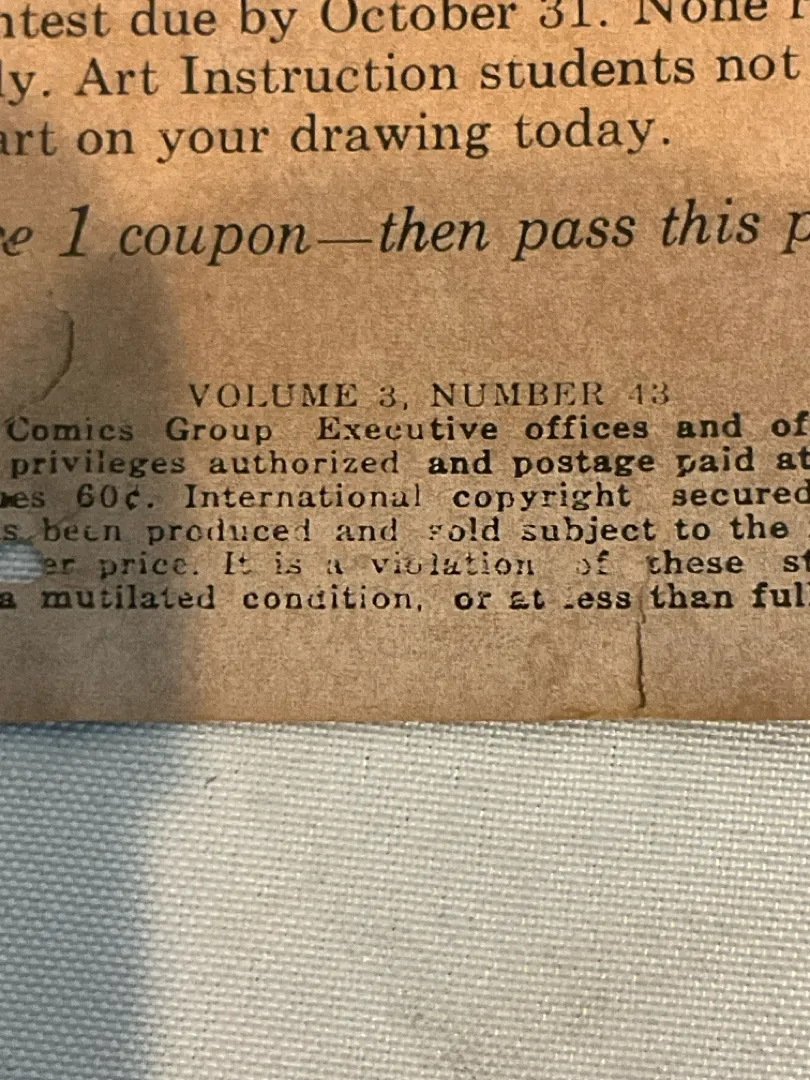 ntest due by October 31. None
ly. Art Instruction students not
art on your drawing today.
e 1 coupon—then pass this p
VOLUME 3, NUMBER 43
Comics Group Executive offices and of
privileges authorized and postage paid at
es 60¢. International copyright secured
s been produced and sold subject to the
er price. It is a violation of these st
a mutilated condition, or at less than full